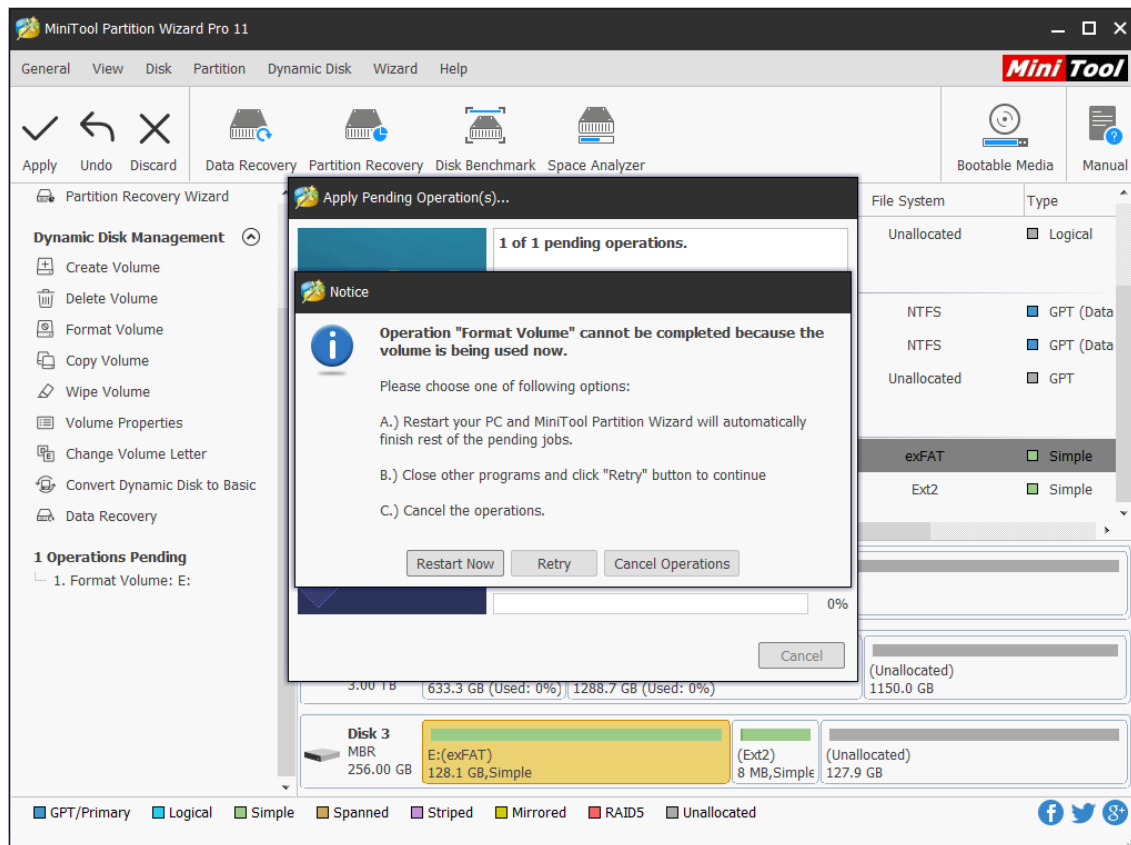 MiniTool Partition Wizard Pro 11
General View Disk Partition Dynamic Disk Wizard Help
Mini Tool
Apply Undo Discard Data Recovery Partition Recovery Disk Benchmark Space Analyzer Bootable Media Manual
Partition Recovery Wizard
Dynamic Disk Management
Create Volume
Delete Volume
Format Volume
Copy Volume
Wipe Volume
Volume Properties
Change Volume Letter
Convert Dynamic Disk to Basic
Data Recovery
1 Operations Pending
1. Format Volume: E:
Apply Pending Operation(s)...
1 of 1 pending operations.
Notice
Operation "Format Volume" cannot be completed because the
volume is being used now.
Please choose one of following options:
A.) Restart your PC and MiniTool Partition Wizard will automatically
finish rest of the pending jobs.
B.) Close other programs and click "Retry" button to continue
C.) Cancel the operations.
Restart Now Retry Cancel Operations
0%
Cancel
File System Type
Unallocated Logical
NTFS GPT (Data
NTFS GPT (Data
Unallocated GPT
exFAT Simple
Ext2 Simple
3.00 TB 633.3 GB (Used: 0%) 1288.7 GB (Used: 0%)
(Unallocated)
1150.0 GB
Disk 3
MBR
256.00 GB
E:(exFAT)
128.1 GB,Simple
(Ext2)
8 MB,Simple
(Unallocated)
127.9 GB
GPT/Primary Logical Simple Spanned Striped Mirrored RAID5 Unallocated